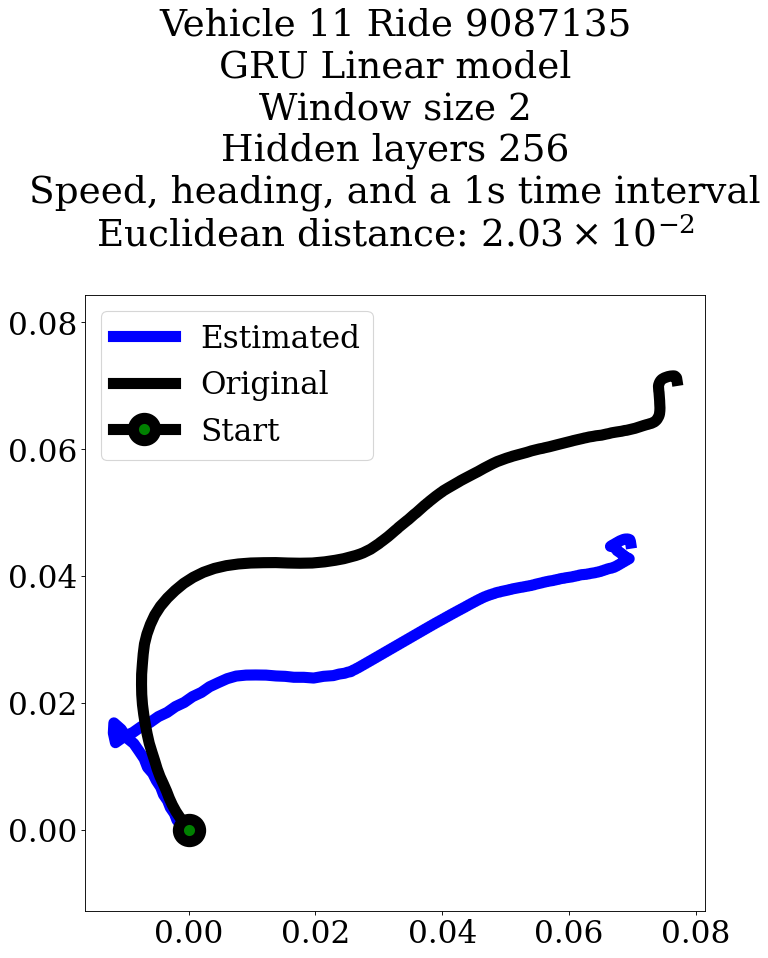 Vehicle 11 Ride 9087135
GRU Linear model
Window size 2
Hidden layers 256
Speed, heading, and a 1s time interval
Euclidean distance: 2.03 × 10⁻²
Estimated
Original
Start
0.08
0.06
0.04
0.02
0.00
0.00 0.02 0.04 0.06 0.08